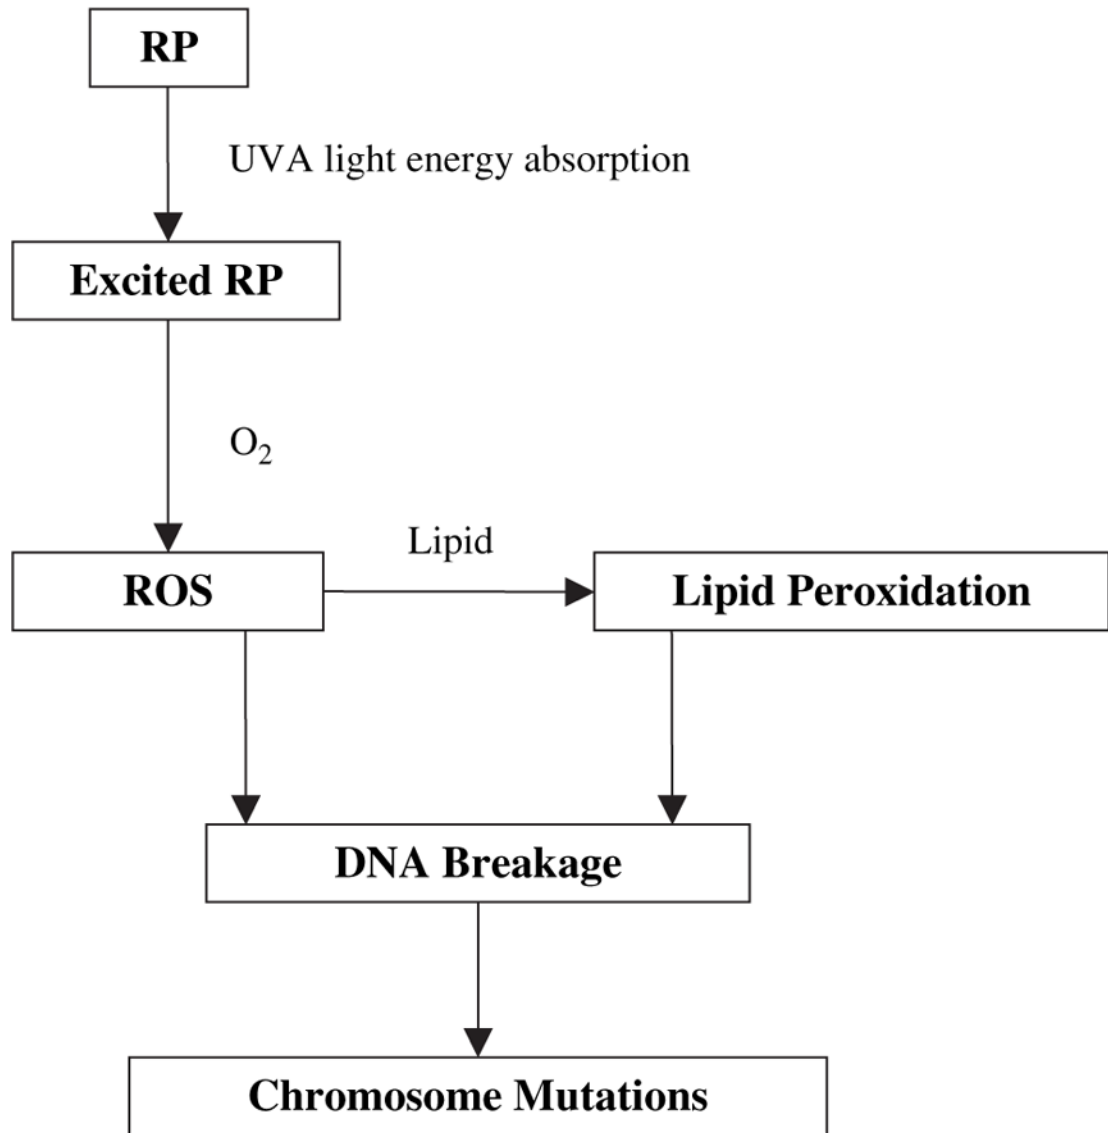 RP
UVA light energy absorption
Excited RP
O₂
Lipid
ROS
Lipid Peroxidation
DNA Breakage
Chromosome Mutations